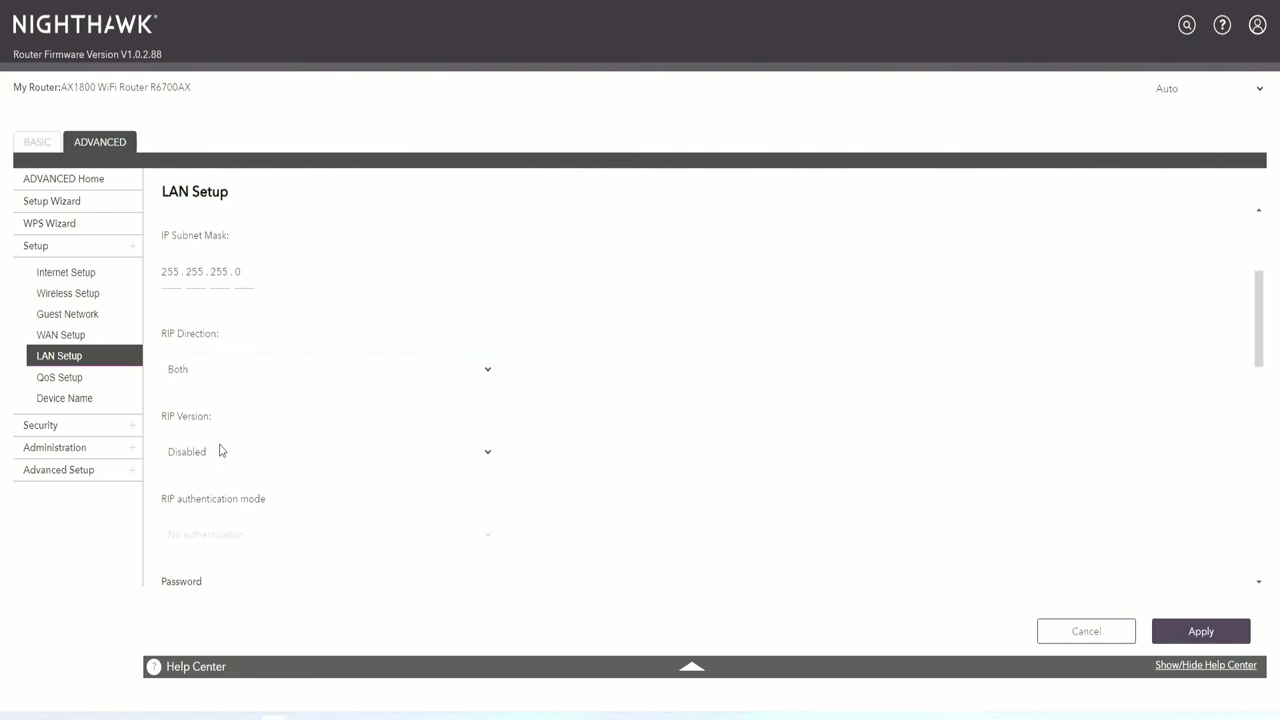 NIGHTHAWK
Router Firmware Version V1.0.2.88
My Router:AX1800 WiFi Router R6700AX
Auto
BASIC
ADVANCED
ADVANCED Home
Setup Wizard
WPS Wizard
Setup
Internet Setup
Wireless Setup
Guest Network
WAN Setup
LAN Setup
QoS Setup
Device Name
Security
Administration
Advanced Setup
LAN Setup
IP Subnet Mask:
255 . 255 . 255 . 0
RIP Direction:
Both
RIP Version:
Disabled
RIP authentication mode
No authentication
Password
Cancel
Apply
? Help Center
Show/Hide Help Center